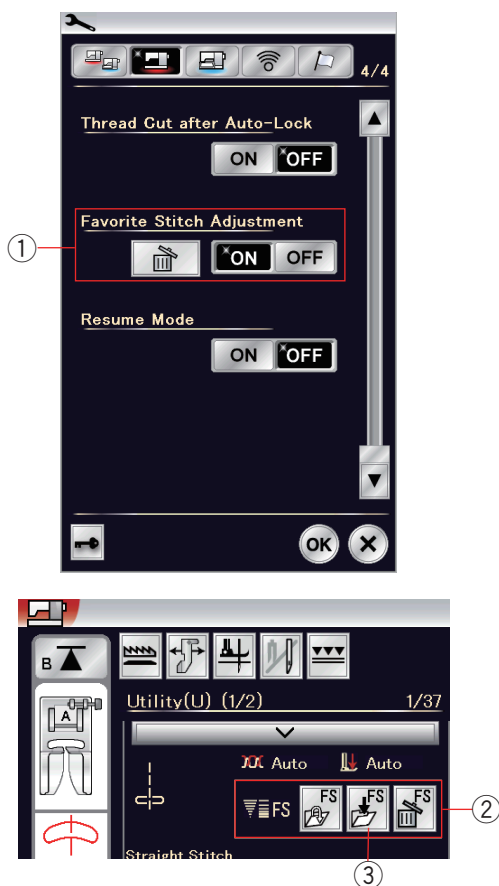 4/4
Thread Cut after Auto-Lock
ON OFF
① Favorite Stitch Adjustment
ON OFF
Resume Mode
ON OFF
OK
B
A
Utility(U) (1/2) 1/37
Auto Auto
FS FS FS FS ②
Straight Stitch
③